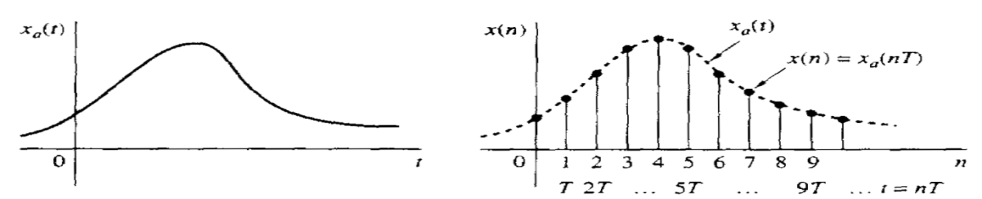 xₐ(t)
0
t
x(n)
xₐ(t)
x(n) = xₐ(nT)
0 1 2 3 4 5 6 7 8 9 n
T 2T ... 5T ... 9T ... t = nT